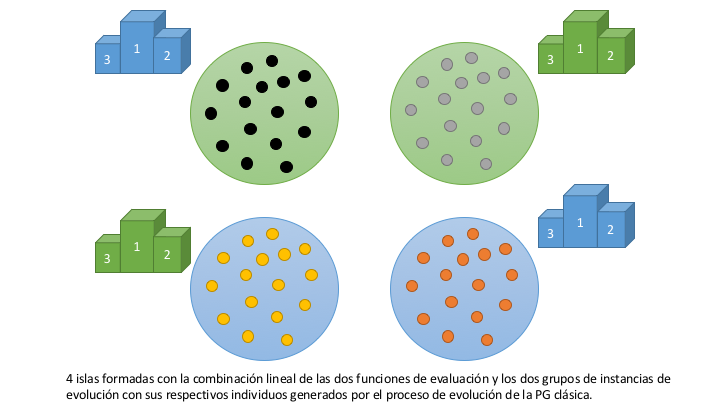 3 1 2
3 1 2
3 1 2
3 1 2
4 islas formadas con la combinación lineal de las dos funciones de evaluación y los dos grupos de instancias de
evolución con sus respectivos individuos generados por el proceso de evolución de la PG clásica.